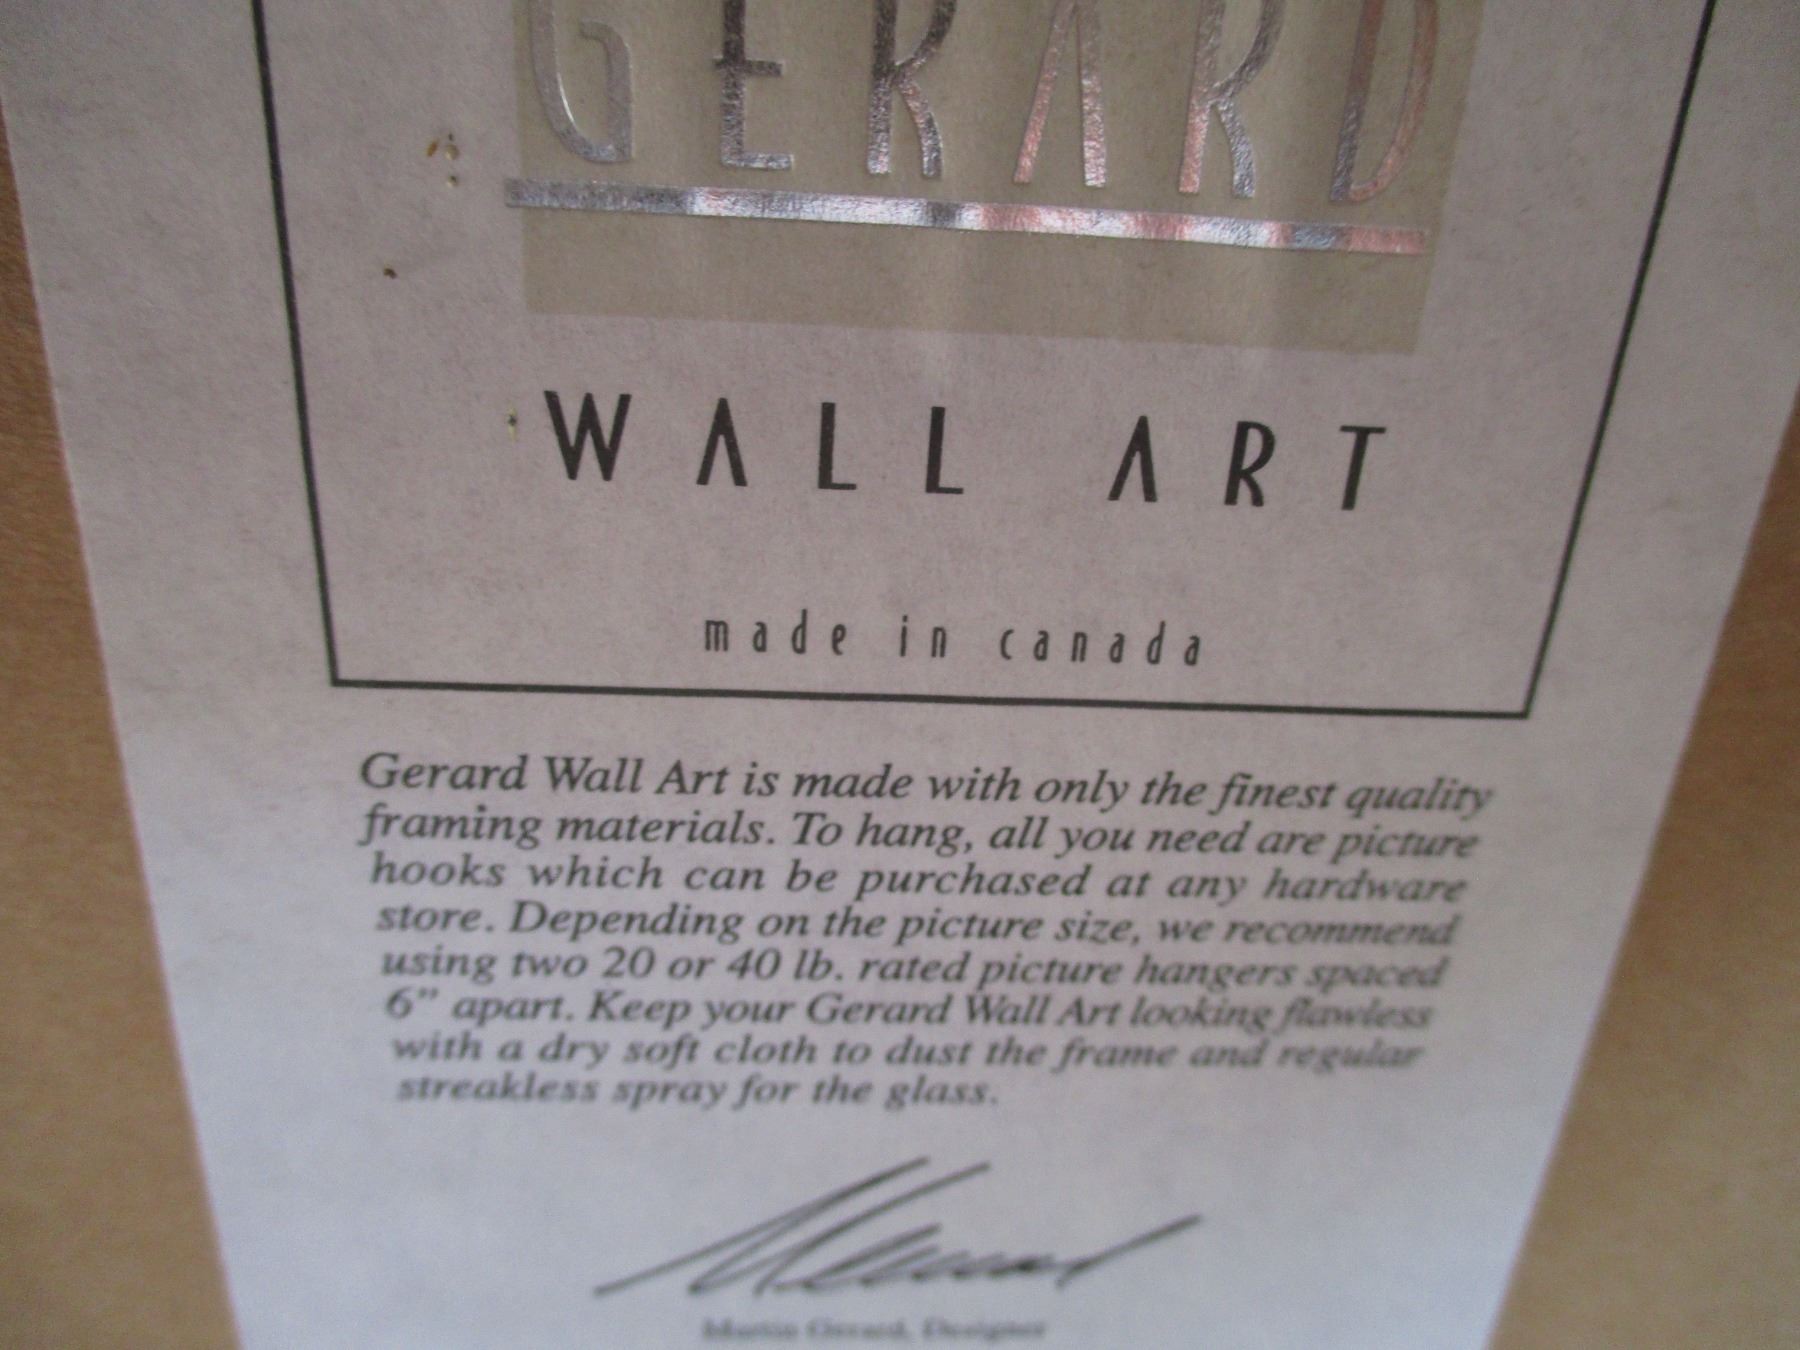 GERARD
WALL ART
made in canada
Gerard Wall Art is made with only the finest quality
framing materials. To hang, all you need are picture
hooks which can be purchased at any hardware
store. Depending on the picture size, we recommend
using two 20 or 40 lb. rated picture hangers spaced
6” apart. Keep your Gerard Wall Art looking flawless
with a dry soft cloth to dust the frame and regular
streakless spray for the glass.
Martin Gerard, Designer